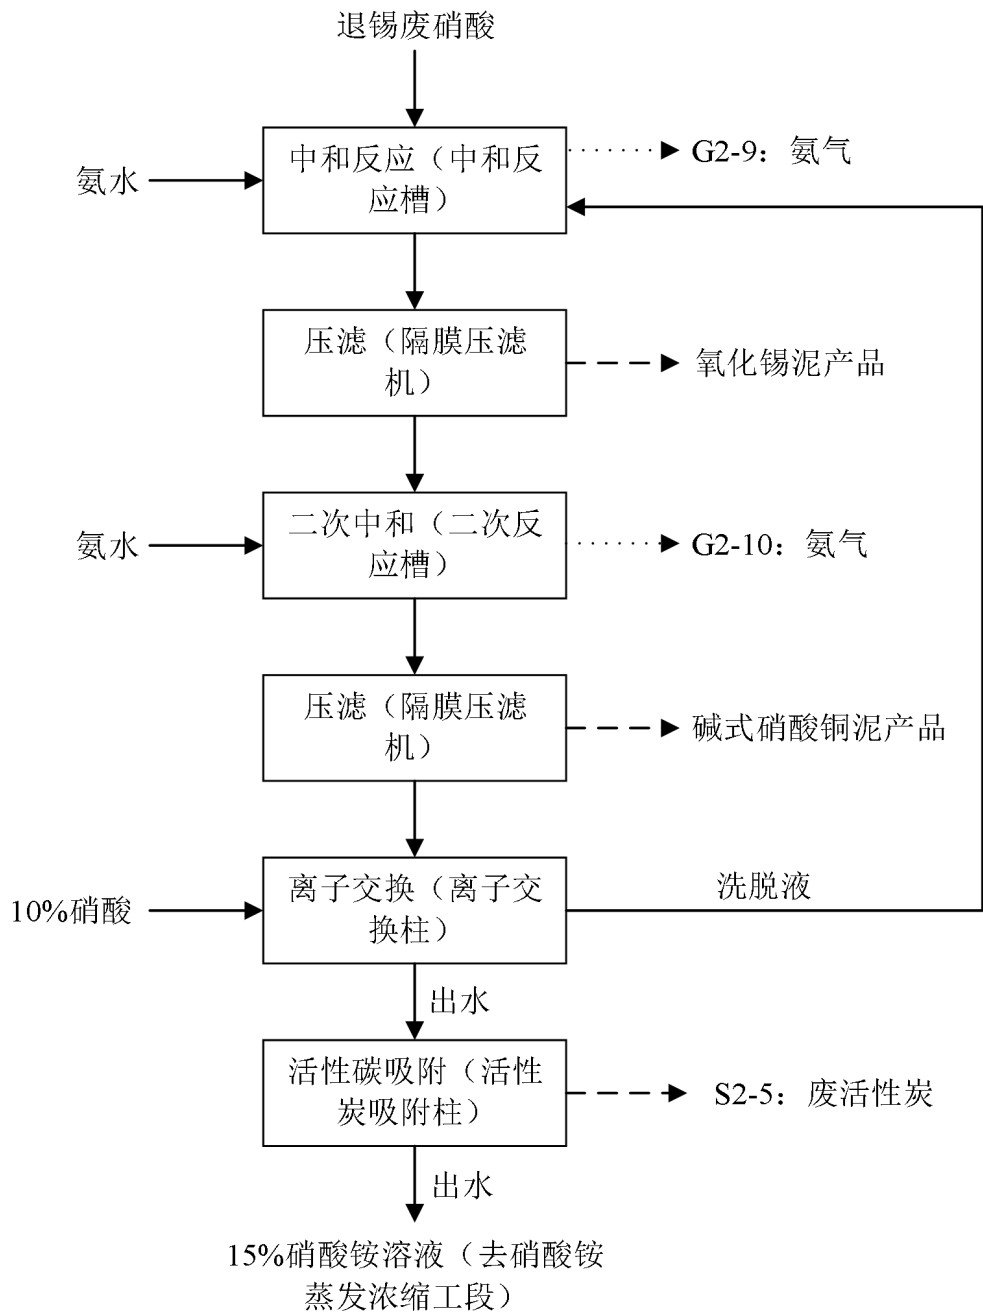 退锡废硝酸
中和反应（中和反
应槽）
G2-9：氨气
氨水
压滤（隔膜压滤
机）
氧化锡泥产品
二次中和（二次反
应槽）
氨水
G2-10：氨气
压滤（隔膜压滤
机）
碱式硝酸铜泥产品
离子交换（离子交
换柱）
洗脱液
10%硝酸
出水
活性碳吸附（活性
炭吸附柱）
S2-5：废活性炭
出水
15%硝酸铵溶液（去硝酸铵
蒸发浓缩工段）